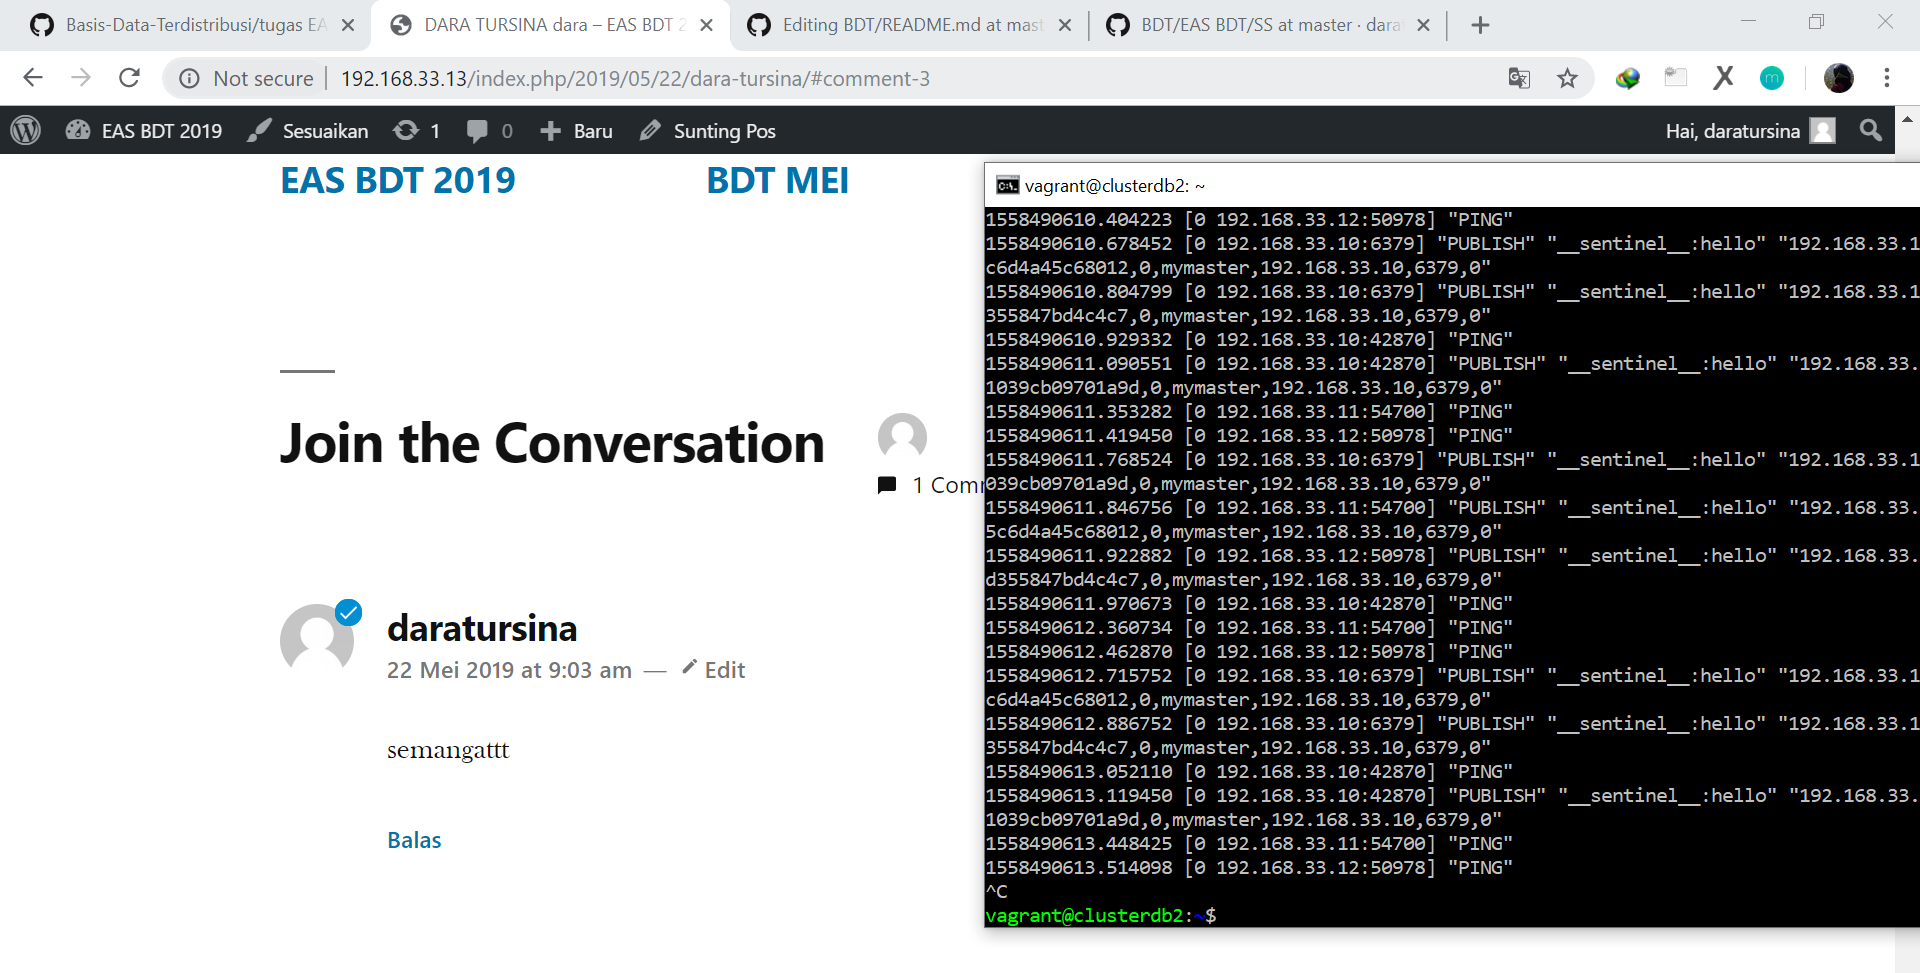 Basis-Data-Terdistribusi/tugas EA
DARA TURSINA dara – EAS BDT 2
Editing BDT/README.md at mast
BDT/EAS BDT/SS at master · dara
Not secure
192.168.33.13/index.php/2019/05/22/dara-tursina/#comment-3
EAS BDT 2019
Sesuaikan
1
0
Baru
Sunting Pos
Hai, daratursina
EAS BDT 2019
BDT MEI
Join the Conversation
1 Comm
daratursina
22 Mei 2019 at 9:03 am — Edit
semangattt
Balas
vagrant@clusterdb2: ~
1558490610.404223 [0 192.168.33.12:50978] "PING"
1558490610.678452 [0 192.168.33.10:6379] "PUBLISH" "__sentinel__:hello" "192.168.33.1
c6d4a45c68012,0,mymaster,192.168.33.10,6379,0"
1558490610.804799 [0 192.168.33.10:6379] "PUBLISH" "__sentinel__:hello" "192.168.33.1
355847bd4c4c7,0,mymaster,192.168.33.10,6379,0"
1558490610.929332 [0 192.168.33.10:42870] "PING"
1558490611.090551 [0 192.168.33.10:42870] "PUBLISH" "__sentinel__:hello" "192.168.33.
1039cb09701a9d,0,mymaster,192.168.33.10,6379,0"
1558490611.353282 [0 192.168.33.11:54700] "PING"
1558490611.419450 [0 192.168.33.12:50978] "PING"
1558490611.768524 [0 192.168.33.10:6379] "PUBLISH" "__sentinel__:hello" "192.168.33.1
039cb09701a9d,0,mymaster,192.168.33.10,6379,0"
1558490611.846756 [0 192.168.33.11:54700] "PUBLISH" "__sentinel__:hello" "192.168.33.
5c6d4a45c68012,0,mymaster,192.168.33.10,6379,0"
1558490611.922882 [0 192.168.33.12:50978] "PUBLISH" "__sentinel__:hello" "192.168.33.
d355847bd4c4c7,0,mymaster,192.168.33.10,6379,0"
1558490611.970673 [0 192.168.33.10:42870] "PING"
1558490612.360734 [0 192.168.33.11:54700] "PING"
1558490612.462870 [0 192.168.33.12:50978] "PING"
1558490612.715752 [0 192.168.33.10:6379] "PUBLISH" "__sentinel__:hello" "192.168.33.1
c6d4a45c68012,0,mymaster,192.168.33.10,6379,0"
1558490612.886752 [0 192.168.33.10:6379] "PUBLISH" "__sentinel__:hello" "192.168.33.1
355847bd4c4c7,0,mymaster,192.168.33.10,6379,0"
1558490613.052110 [0 192.168.33.10:42870] "PING"
1558490613.119450 [0 192.168.33.10:42870] "PUBLISH" "__sentinel__:hello" "192.168.33.
1039cb09701a9d,0,mymaster,192.168.33.10,6379,0"
1558490613.448425 [0 192.168.33.11:54700] "PING"
1558490613.514098 [0 192.168.33.12:50978] "PING"
^C
vagrant@clusterdb2:~$